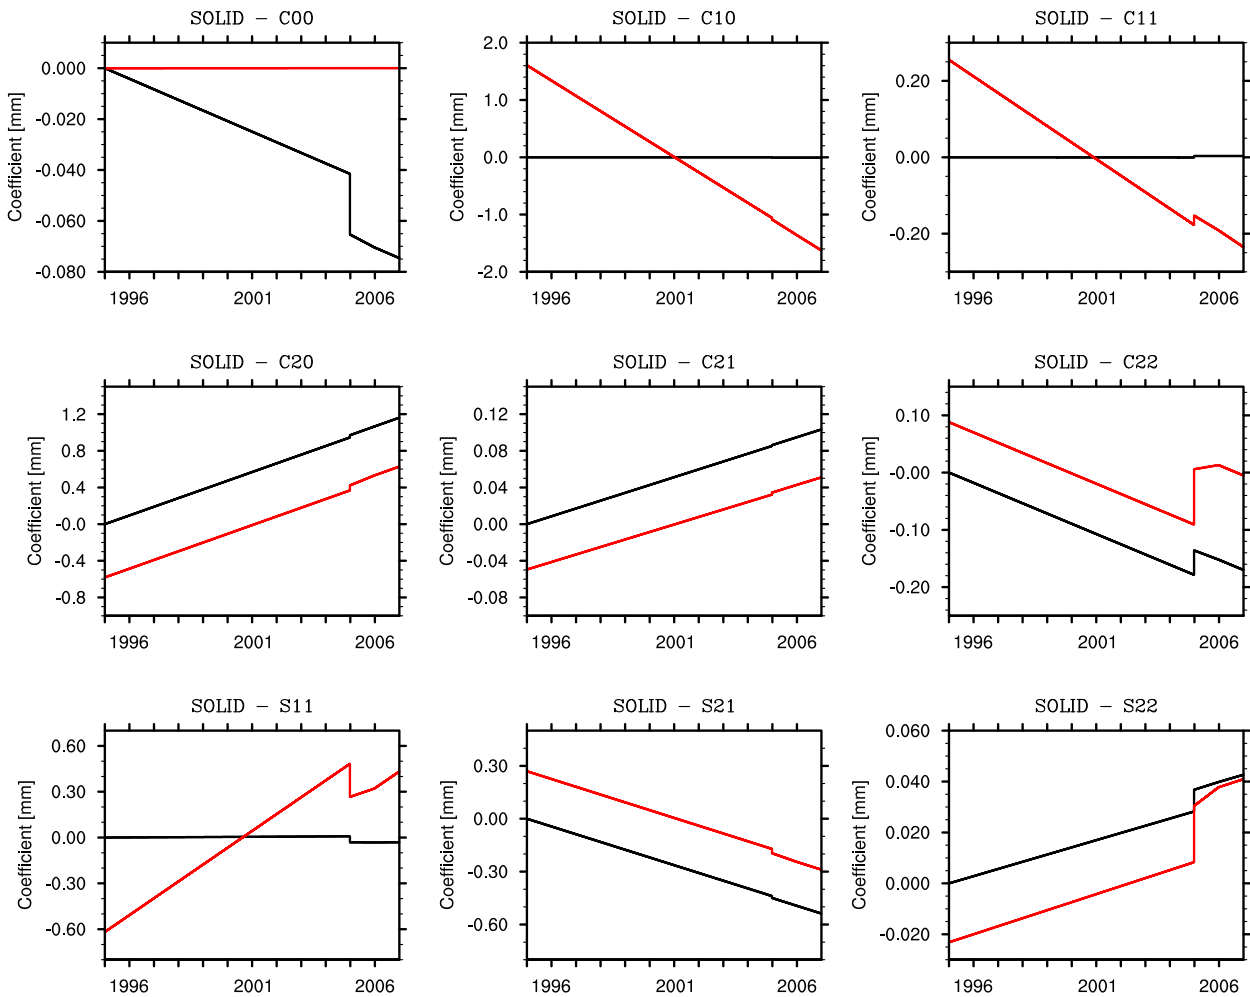 SOLID − C00
Coefficient [mm]
0.000
-0.020
-0.040
-0.060
-0.080
1996 2001 2006
SOLID − C10
Coefficient [mm]
2.0
1.0
0.0
-1.0
-2.0
1996 2001 2006
SOLID − C11
Coefficient [mm]
0.20
0.00
-0.20
1996 2001 2006
SOLID − C20
Coefficient [mm]
1.2
0.8
0.4
-0.0
-0.4
-0.8
1996 2001 2006
SOLID − C21
Coefficient [mm]
0.12
0.08
0.04
0.00
-0.04
-0.08
1996 2001 2006
SOLID − C22
Coefficient [mm]
0.10
-0.00
-0.10
-0.20
1996 2001 2006
SOLID − S11
Coefficient [mm]
0.60
0.30
0.00
-0.30
-0.60
1996 2001 2006
SOLID − S21
Coefficient [mm]
0.30
0.00
-0.30
-0.60
1996 2001 2006
SOLID − S22
Coefficient [mm]
0.060
0.040
0.020
0.000
-0.020
1996 2001 2006